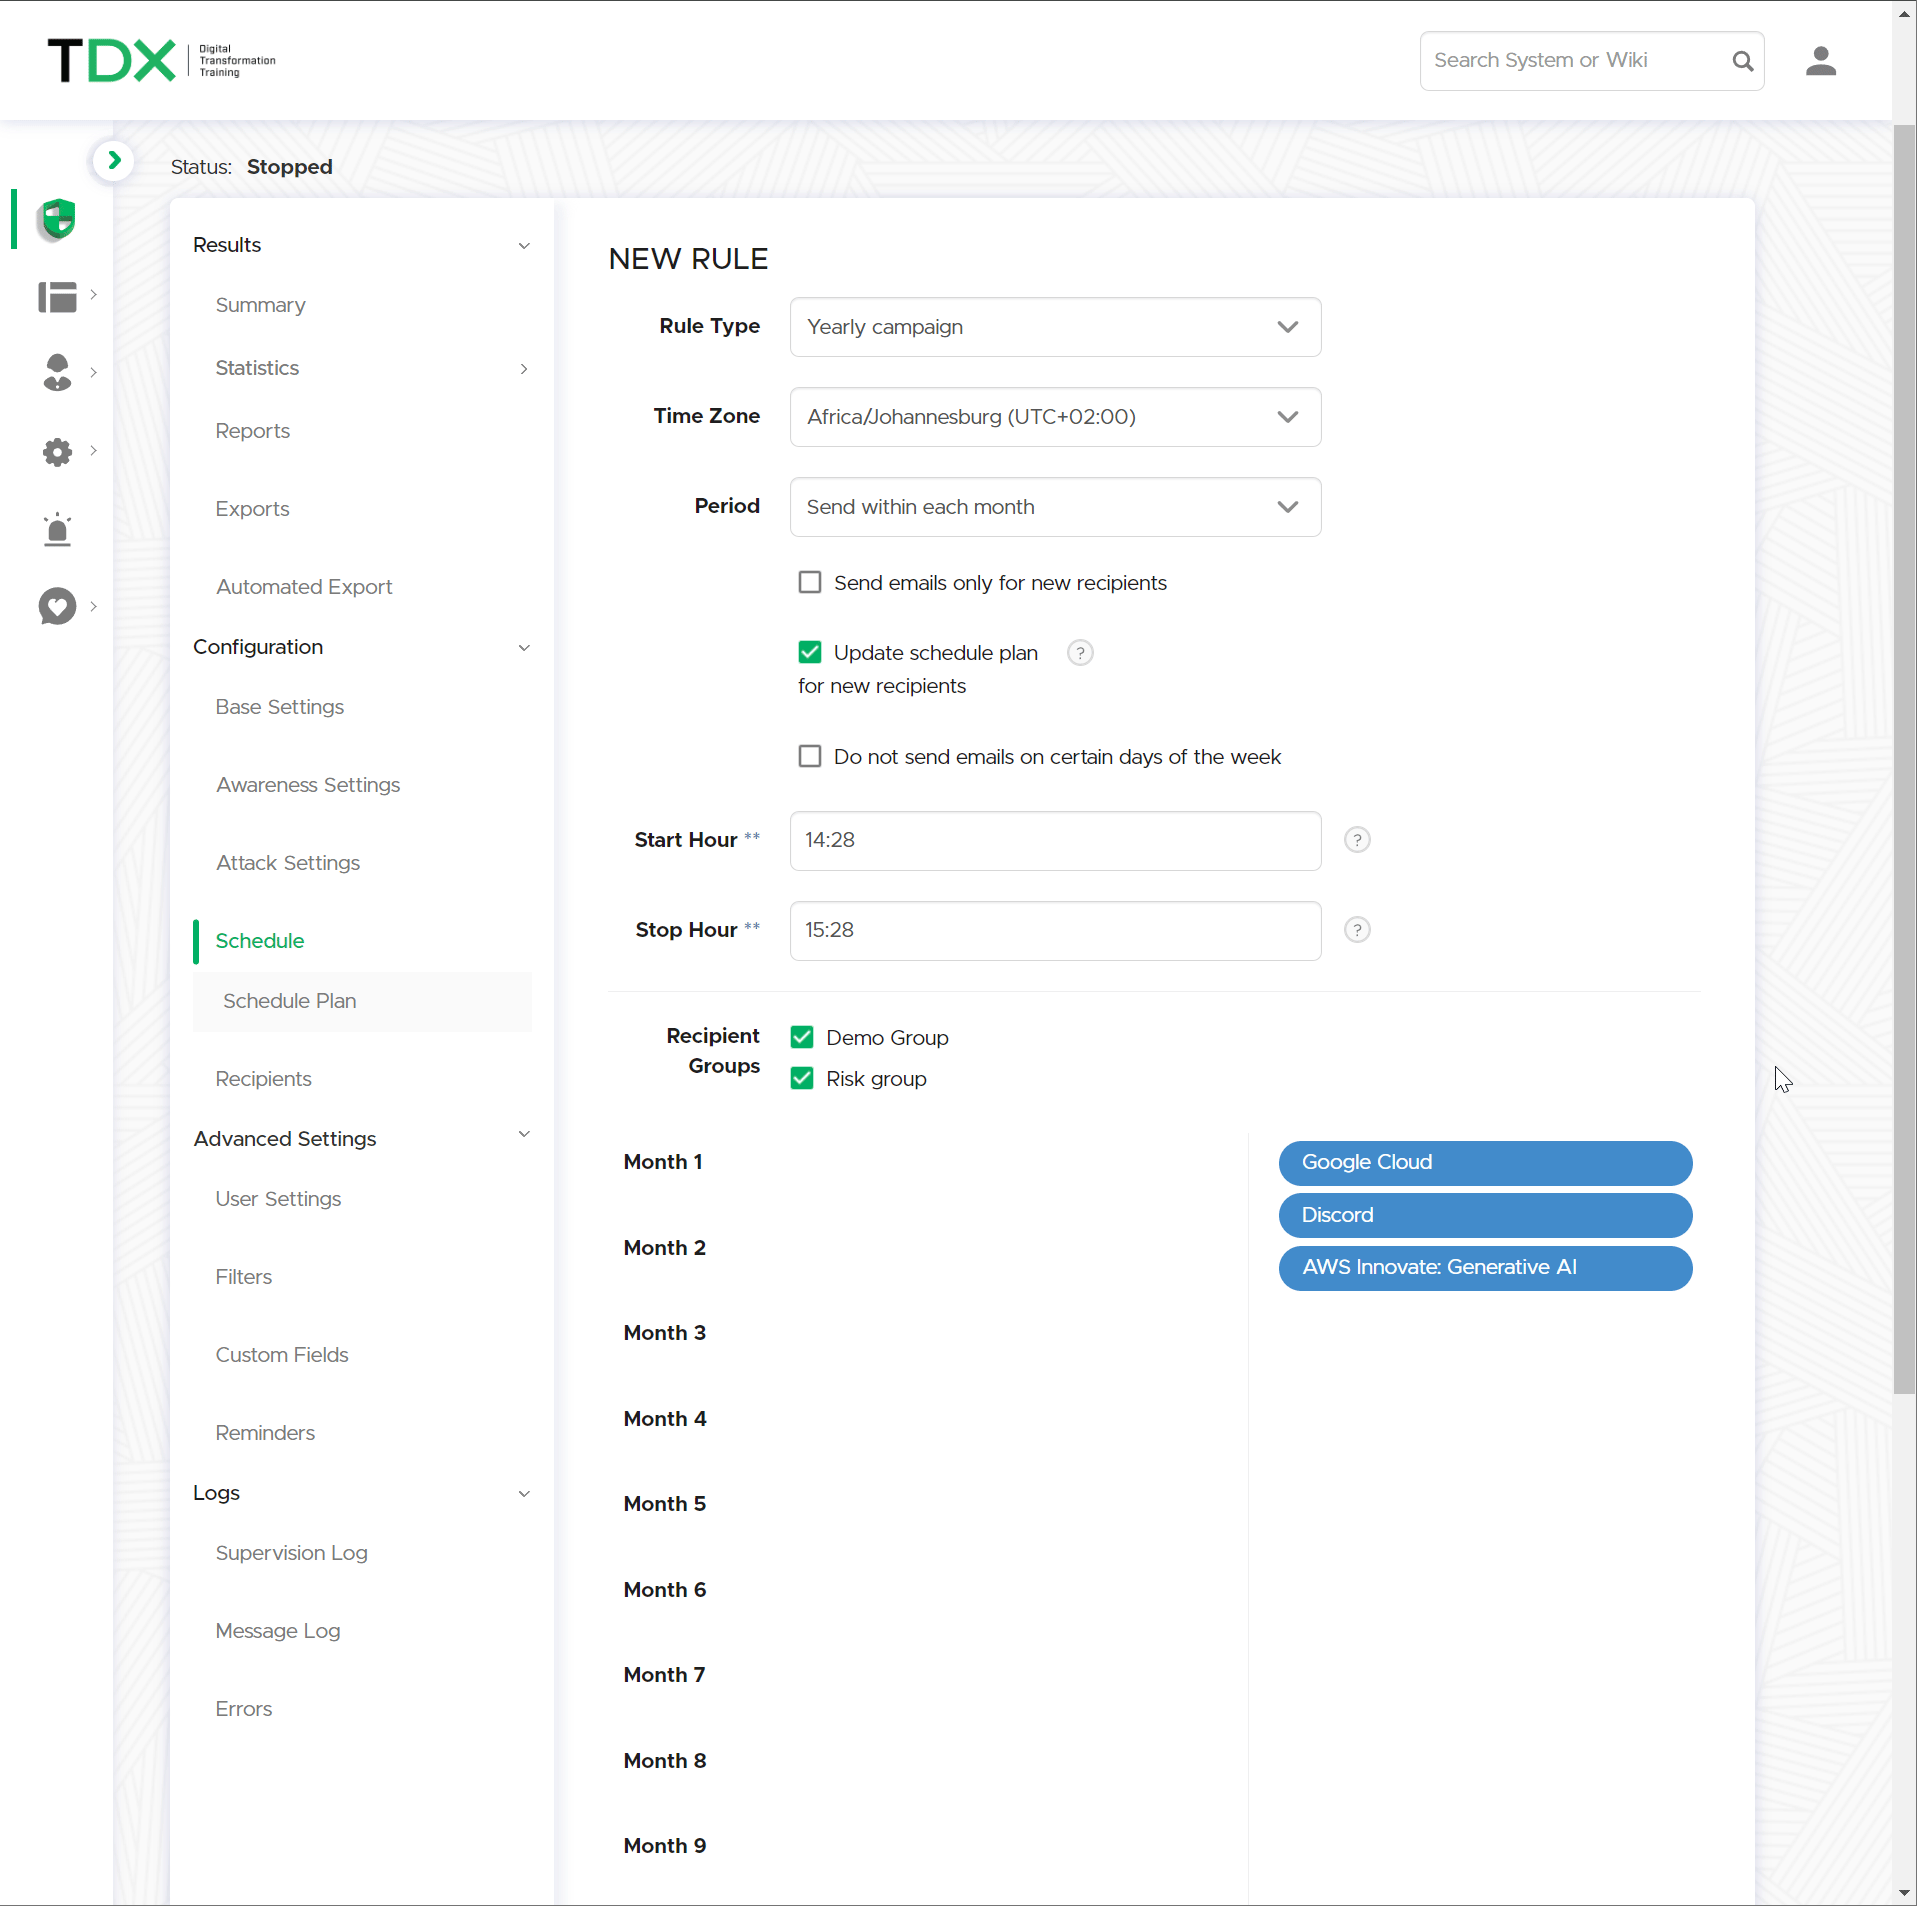 TDX
Digital
Transformation
Training
Search System or Wiki
Status: Stopped
Results
Summary
Statistics
Reports
Exports
Automated Export
Configuration
Base Settings
Awareness Settings
Attack Settings
Schedule
Schedule Plan
Recipients
Advanced Settings
User Settings
Filters
Custom Fields
Reminders
Logs
Supervision Log
Message Log
Errors
NEW RULE
Rule Type Yearly campaign
Time Zone Africa/Johannesburg (UTC+02:00)
Period Send within each month
Send emails only for new recipients
Update schedule plan ?
for new recipients
Do not send emails on certain days of the week
Start Hour ** 14:28 ?
Stop Hour ** 15:28 ?
Recipient
Groups
Demo Group
Risk group
Month 1
Month 2
Month 3
Month 4
Month 5
Month 6
Month 7
Month 8
Month 9
Google Cloud
Discord
AWS Innovate: Generative AI